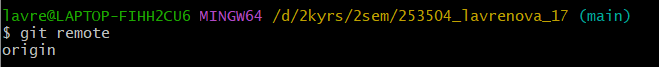 lavre@LAPTOP-FIHH2CU6 MINGW64 /d/2kyrs/2sem/253504_lavrenova_17 (main)
$ git remote
origin